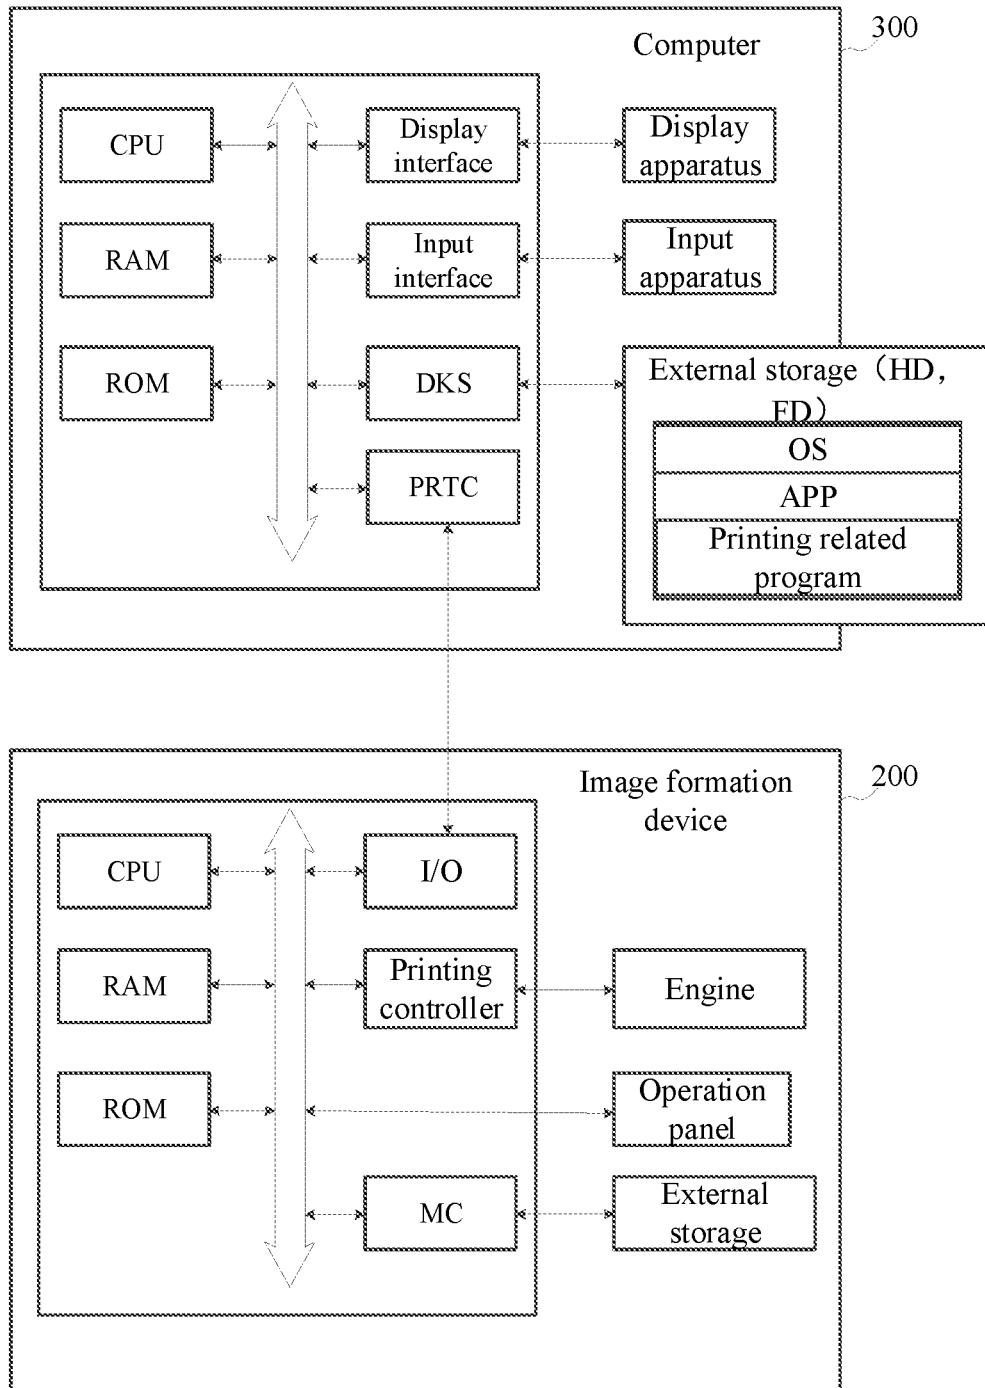 Computer
300
CPU
Display
interface
Display
apparatus
RAM
Input
interface
Input
apparatus
ROM
DKS
External storage（HD，
FD）
OS
APP
Printing related
program
PRTC
Image formation
device
200
CPU
I/O
RAM
Printing
controller
Engine
ROM
Operation
panel
MC
External
storage